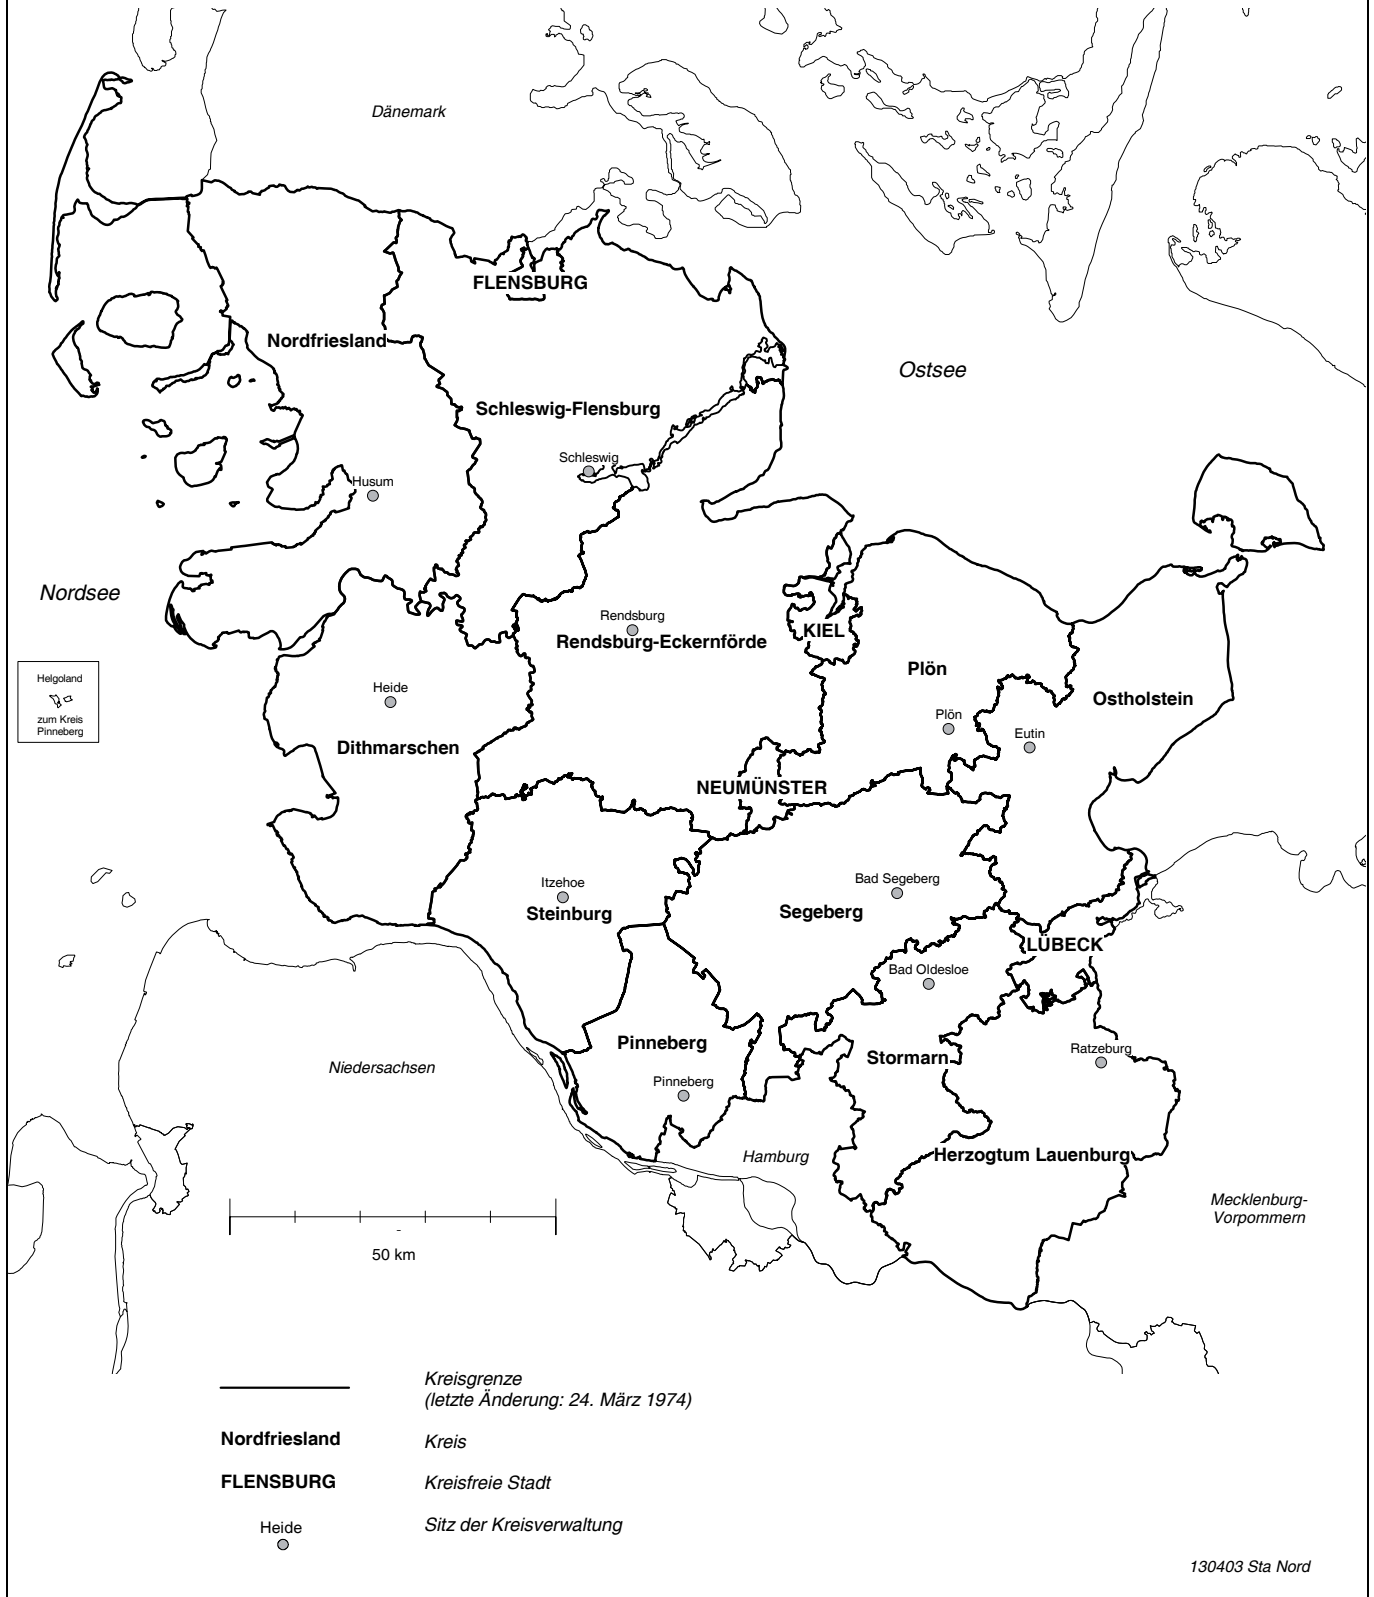 Dänemark
FLENSBURG
Nordfriesland
Ostsee
Schleswig-Flensburg
Schleswig
Husum
Nordsee
Rendsburg
Rendsburg-Eckernförde
KIEL
Plön
Helgoland
zum Kreis
Pinneberg
Heide
Ostholstein
Plön
Eutin
Dithmarschen
NEUMÜNSTER
Itzehoe
Steinburg
Bad Segeberg
Segeberg
LÜBECK
Bad Oldesloe
Pinneberg
Stormarn
Ratzeburg
Niedersachsen
Pinneberg
Hamburg
Herzogtum Lauenburg
Mecklenburg-
Vorpommern
-
50 km
Kreisgrenze
(letzte Änderung: 24. März 1974)
Nordfriesland Kreis
FLENSBURG Kreisfreie Stadt
Heide Sitz der Kreisverwaltung
130403 Sta Nord